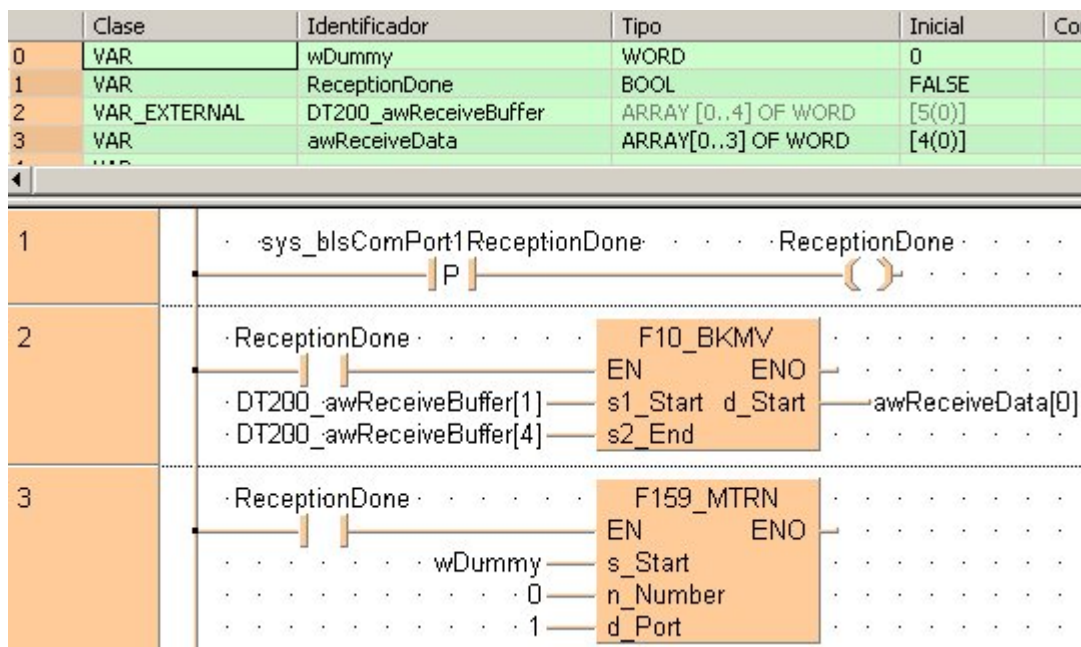 Clase Identificador Tipo Inicial
0 VAR wDummy WORD 0
1 VAR ReceptionDone BOOL FALSE
2 VAR_EXTERNAL DT200_awReceiveBuffer ARRAY [0..4] OF WORD [5(0)]
3 VAR awReceiveData ARRAY[0..3] OF WORD [4(0)]
1
sys_bIsComPort1ReceptionDone ReceptionDone
P
2
ReceptionDone F10_BKMV
EN ENO
DT200_awReceiveBuffer[1] s1_Start d_Start awReceiveData[0]
DT200_awReceiveBuffer[4] s2_End
3
ReceptionDone F159_MTRN
EN ENO
wDummy s_Start
0 n_Number
1 d_Port